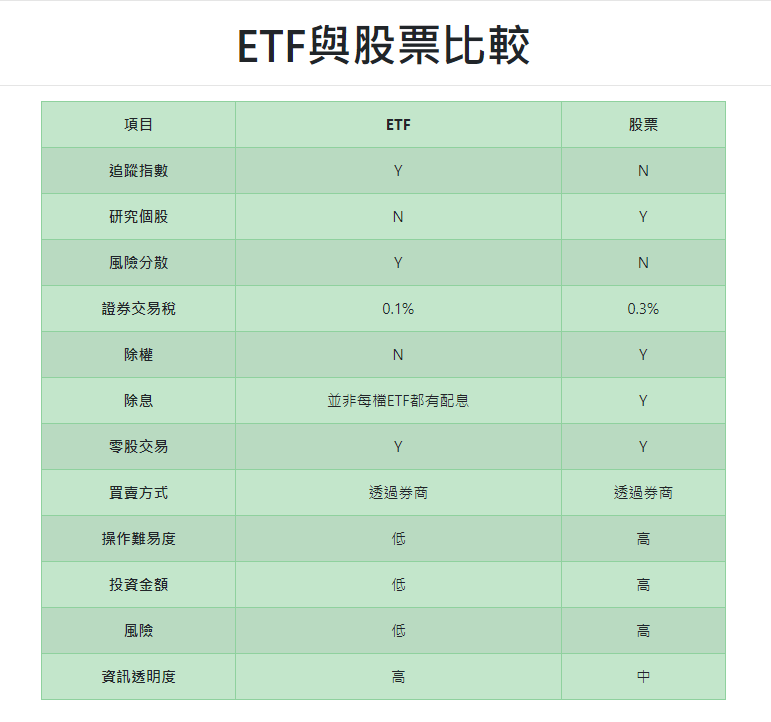 ETF與股票比較
項目 ETF 股票
追蹤指數 Y N
研究個股 N Y
風險分散 Y N
證券交易稅 0.1% 0.3%
除權 N Y
除息 並非每檔ETF都有配息 Y
零股交易 Y Y
買賣方式 透過券商 透過券商
操作難易度 低 高
投資金額 低 高
風險 低 高
資訊透明度 高 中